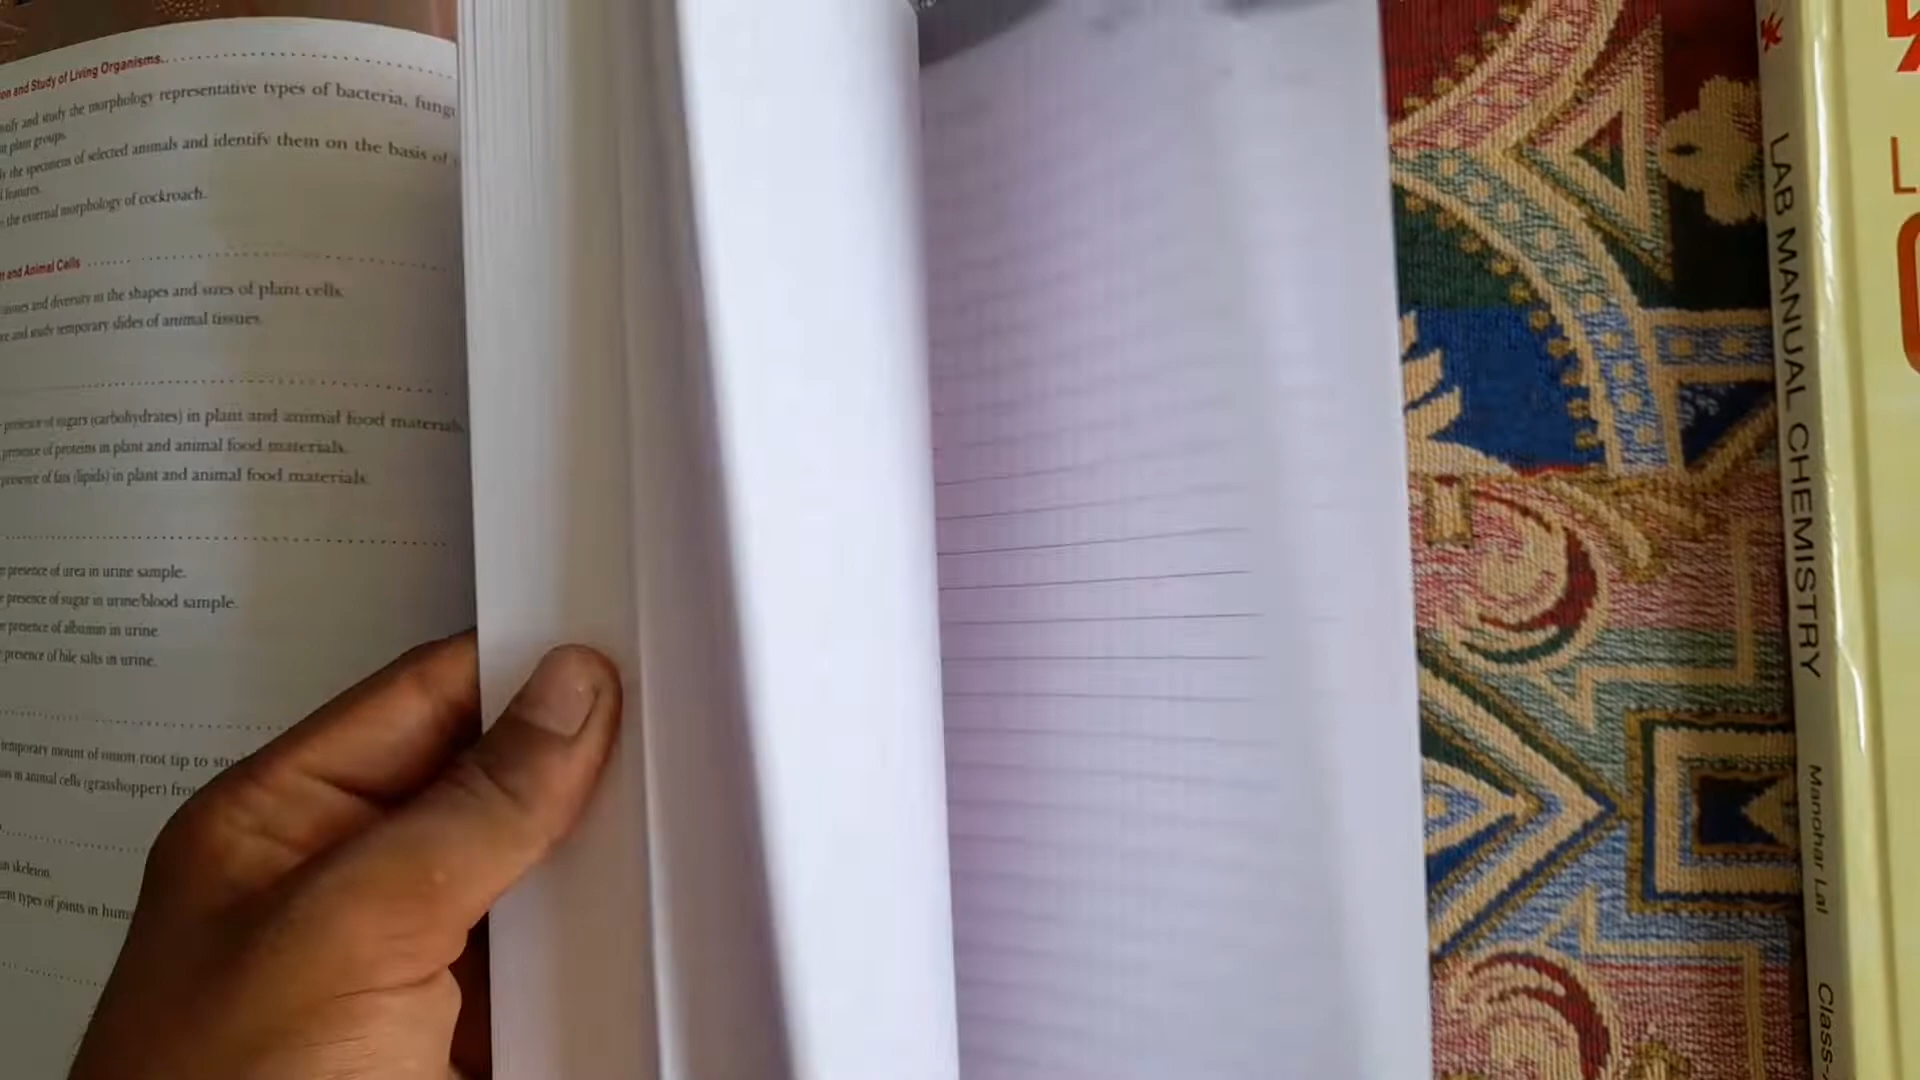 on and Study of Living Organisms
and study the morphology representative types of bacteria, fungi
plant groups.
the specimens of selected animals and identify them on the basis of
features.
the external morphology of cockroach.
and Animal Cells
tissues and diversity in the shapes and sizes of plant cells.
and study temporary slides of animal tissues.
presence of sugars (carbohydrates) in plant and animal food materials.
presence of proteins in plant and animal food materials.
presence of fats (lipids) in plant and animal food materials.
presence of urea in urine sample.
presence of sugar in urine/blood sample.
presence of albumin in urine.
presence of bile salts in urine.
temporary mount of onion root tip to stu
in animal cells (grasshopper) fro
skeleton.
types of joints in hum
LAB MANUAL CHEMISTRY
Manohar Lal
Class-
L